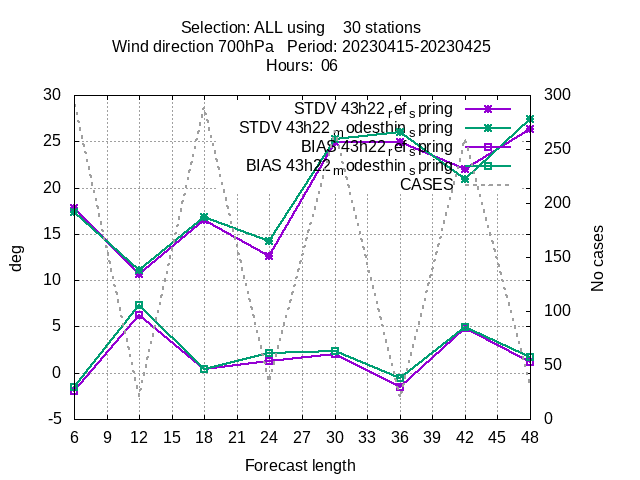 Selection: ALL using    30 stations
Wind direction 700hPa   Period: 20230415-20230425
Hours:  06
30
25
20
15
10
5
0
-5
deg
300
250
200
150
100
50
0
No cases
STDV 43h22_ref_spring
STDV 43h22_modesthin_spring
BIAS 43h22_ref_spring
BIAS 43h22_modesthin_spring
CASES
6 9 12 15 18 21 24 27 30 33 36 39 42 45 48
Forecast length